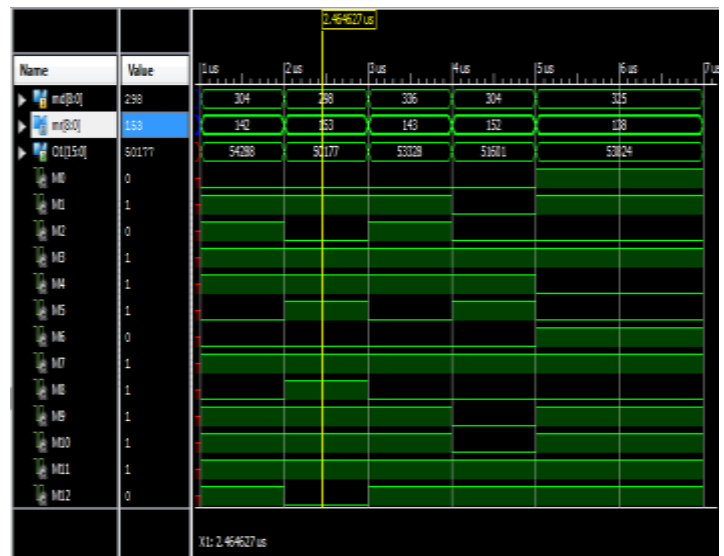 2.464627 us
Name Value 1 us 2 us 3 us 4 us 5 us 6 us 7 us
md[8:0] 298 304 298 336 304 325
mr[8:0] 153 142 153 143 152
O1[15:0] 50177 54288 50177 53328 51601 53824
M0 0
M1 1
M2 0
M3 1
M4 1
M5 1
M6 0
M7 1
M8 1
M9 1
M10 1
M11 1
M12 0
X1: 2.464627 us